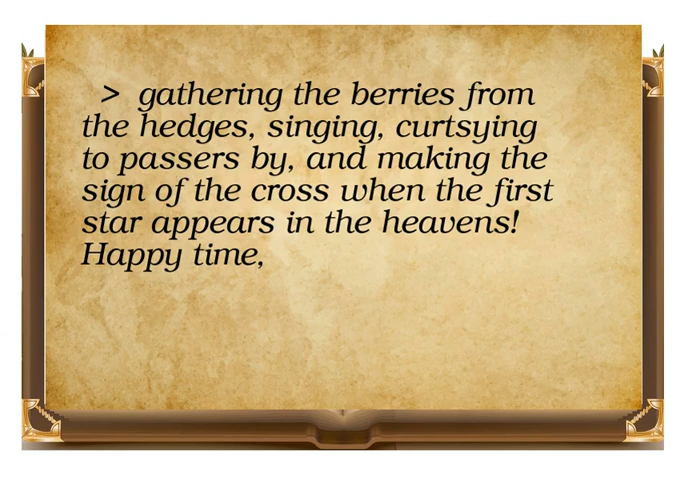 > gathering the berries from
the hedges, singing, curtsying
to passers by, and making the
sign of the cross when the first
star appears in the heavens!
Happy time,